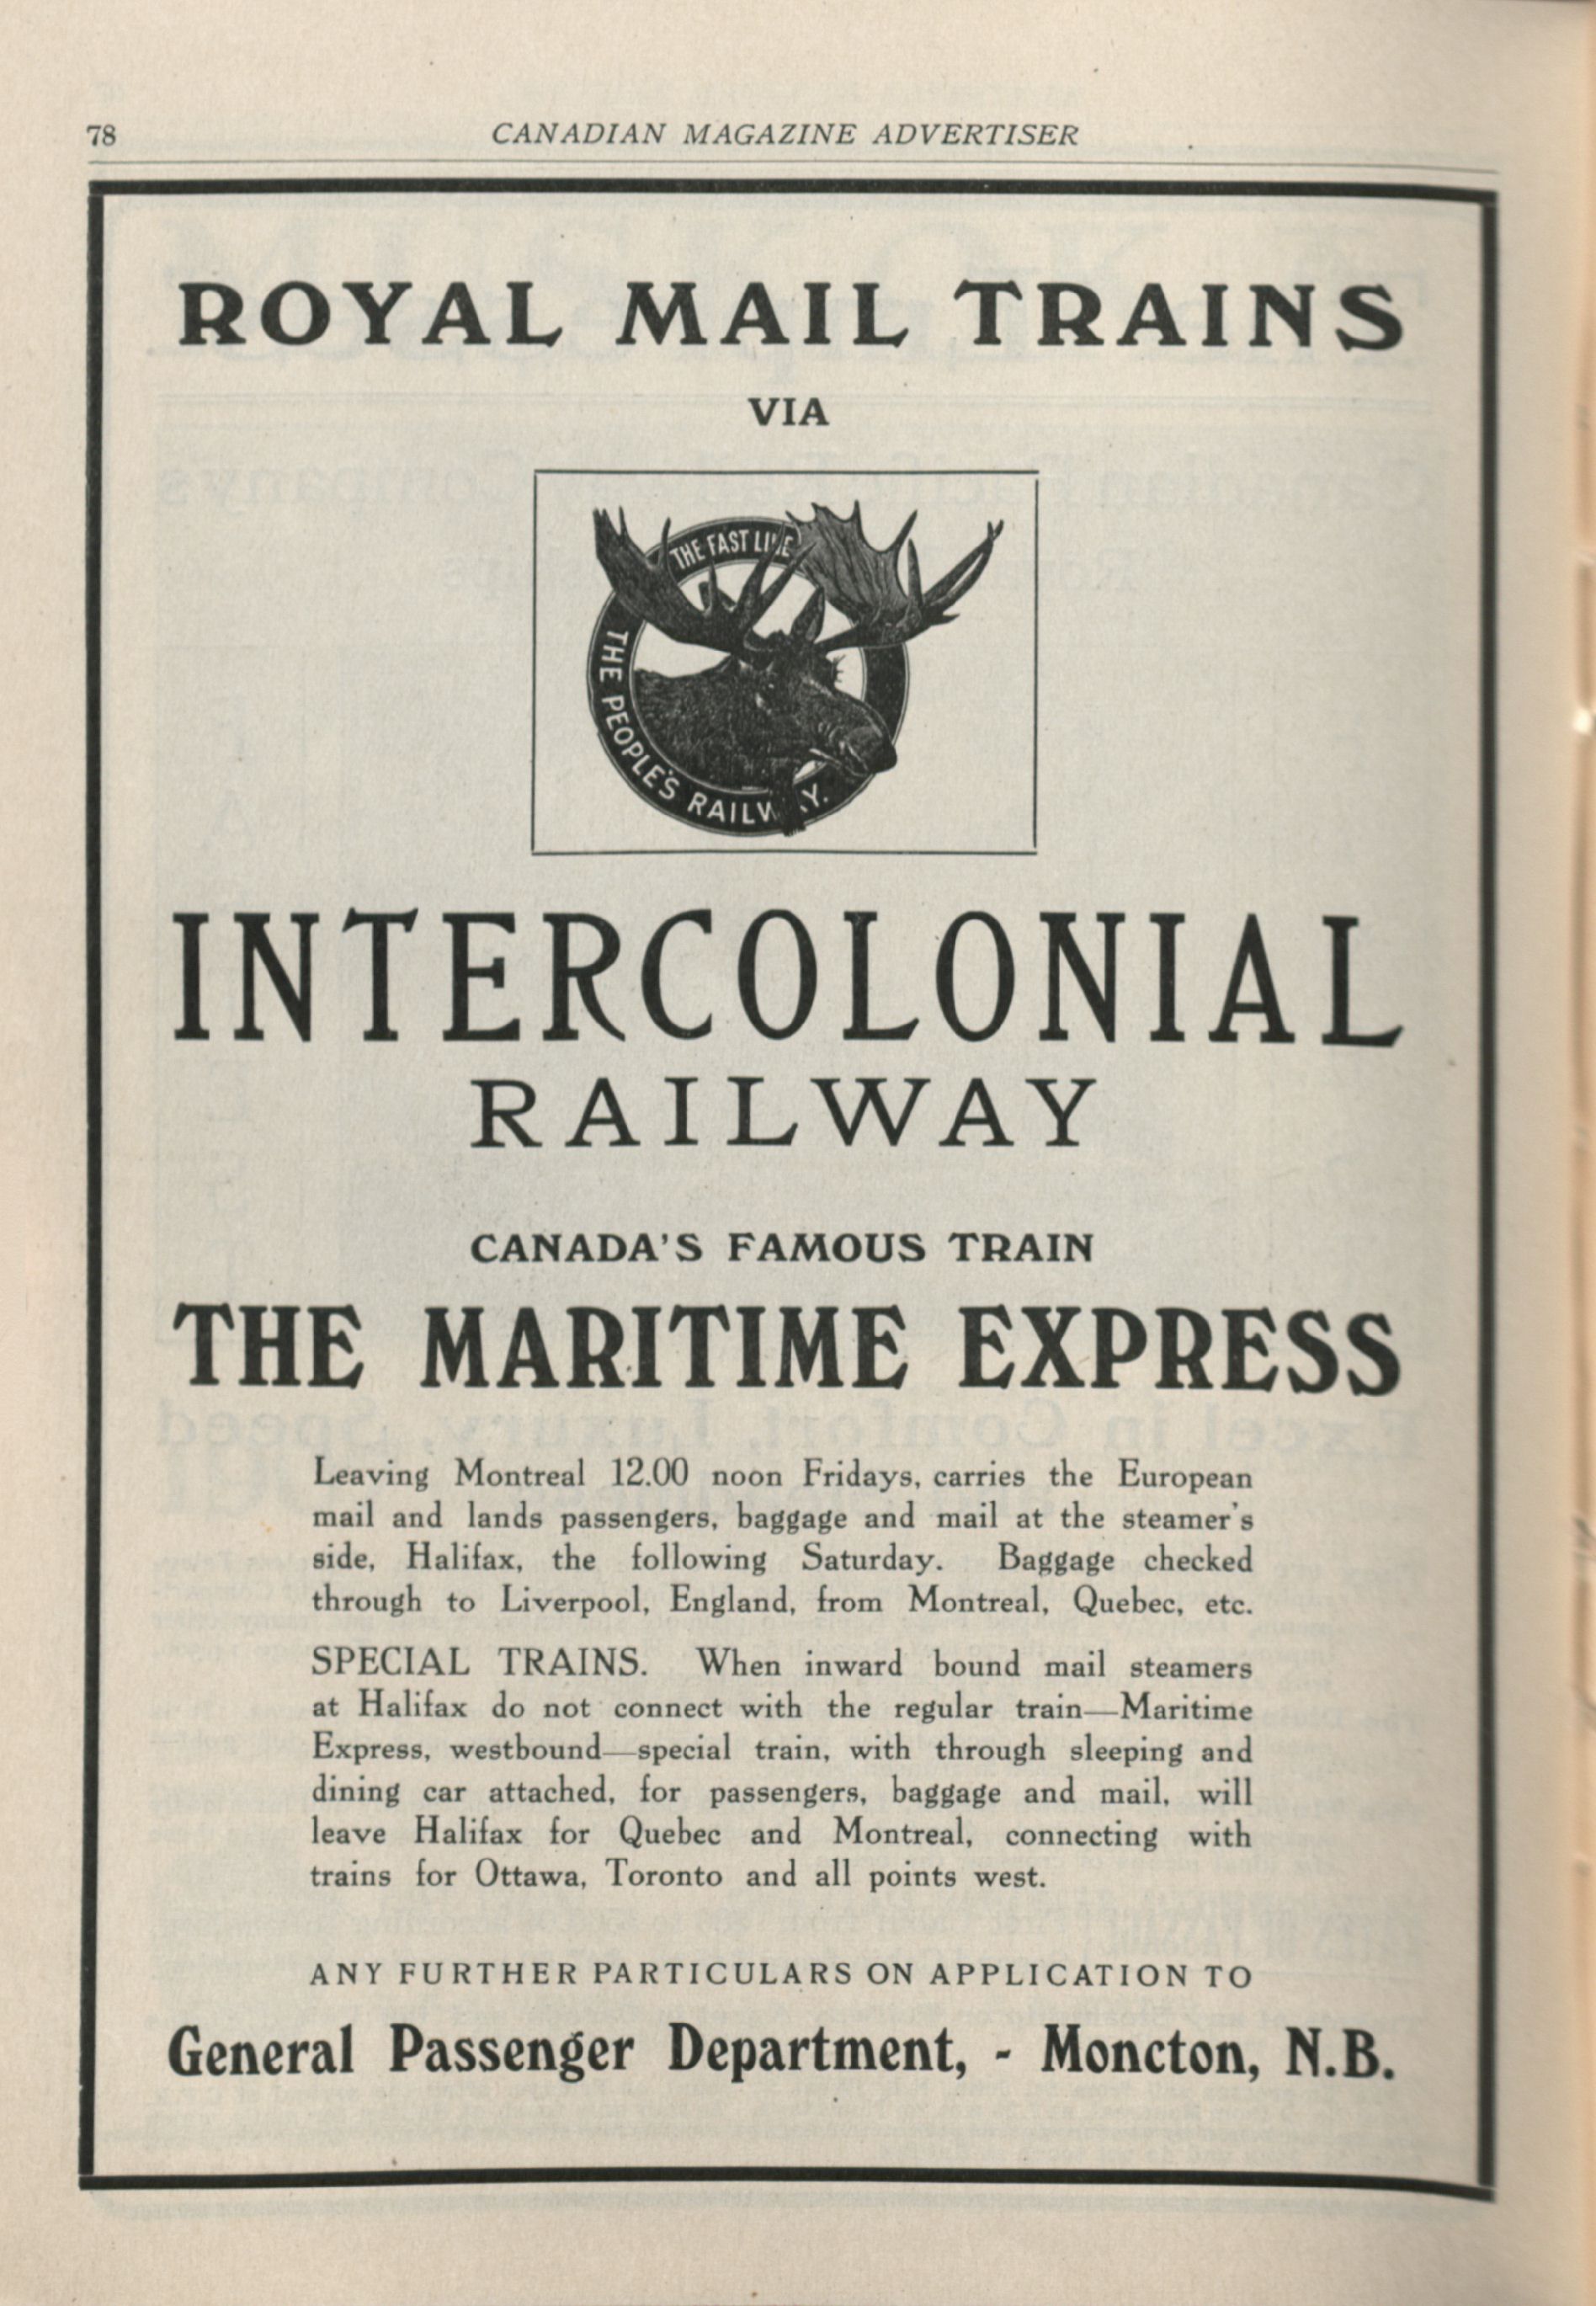 78
CANADIAN MAGAZINE ADVERTISER
ROYAL MAIL TRAINS
VIA
THE FAST LINE
THE PEOPLE'S RAILWAY.
INTERCOLONIAL
RAILWAY
CANADA'S FAMOUS TRAIN
THE MARITIME EXPRESS
Leaving Montreal 12.00 noon Fridays, carries the European
mail and lands passengers, baggage and mail at the steamer's
side, Halifax, the following Saturday. Baggage checked
through to Liverpool, England, from Montreal, Quebec, etc.
SPECIAL TRAINS. When inward bound mail steamers
at Halifax do not connect with the regular train—Maritime
Express, westbound—special train, with through sleeping and
dining car attached, for passengers, baggage and mail, will
leave Halifax for Quebec and Montreal, connecting with
trains for Ottawa, Toronto and all points west.
ANY FURTHER PARTICULARS ON APPLICATION TO
General Passenger Department, - Moncton, N.B.